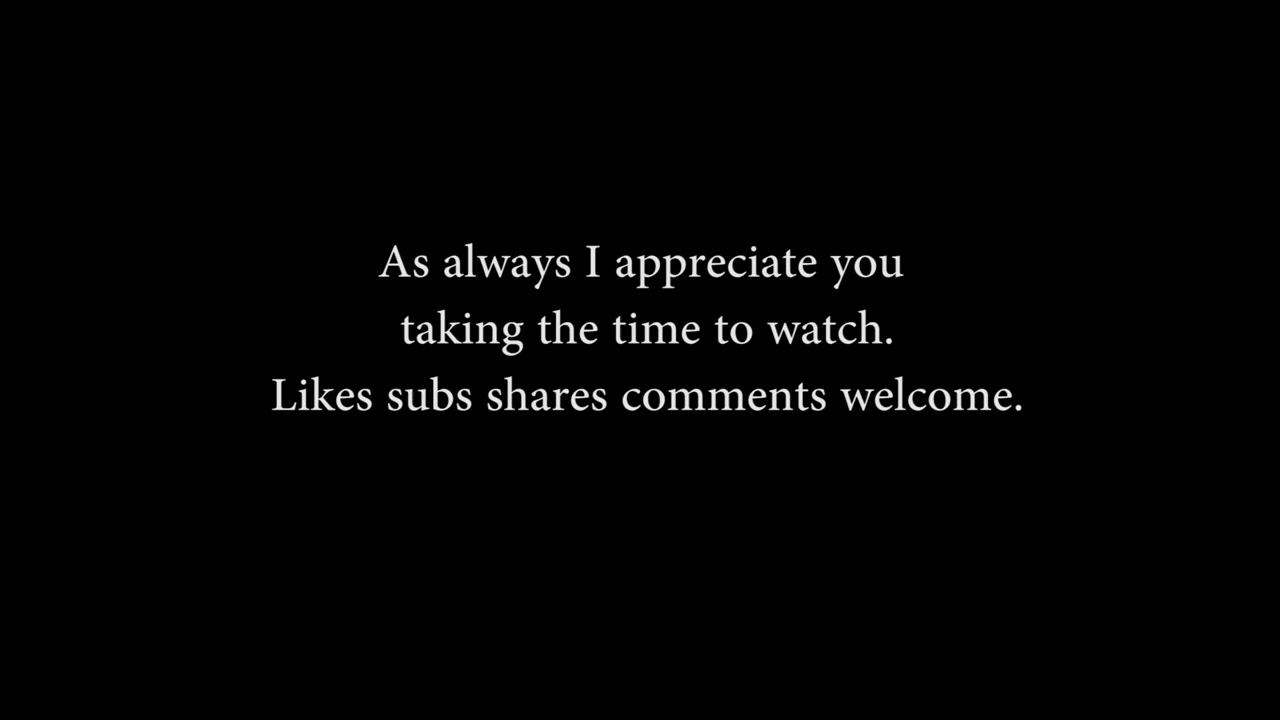 As always I appreciate you
taking the time to watch.
Likes subs shares comments welcome.